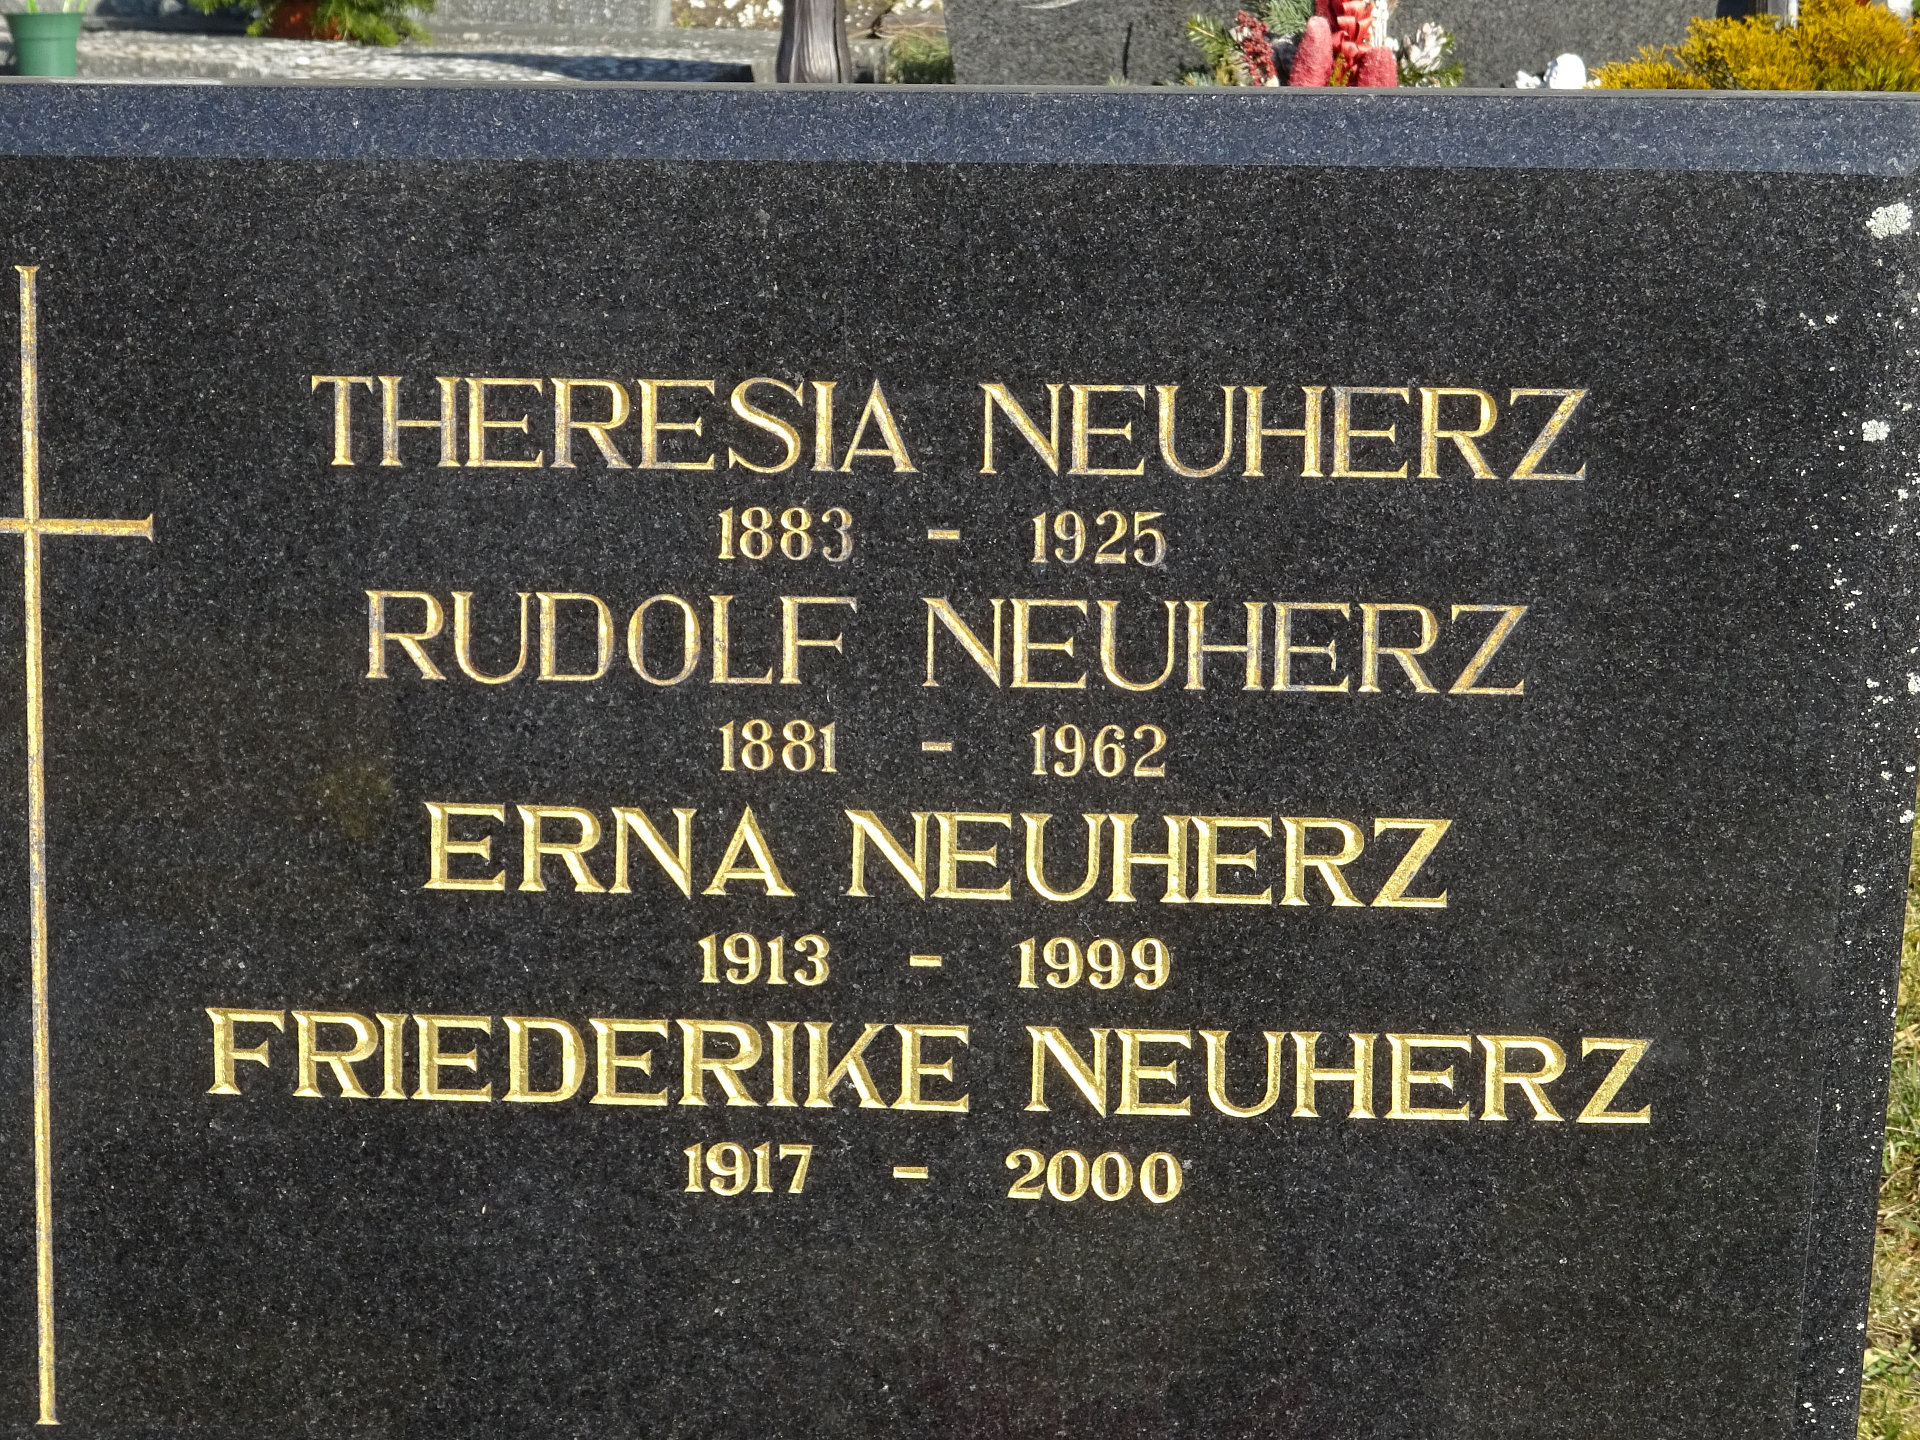 THERESIA NEUHERZ
1883 - 1925
RUDOLF NEUHERZ
1881 - 1962
ERNA NEUHERZ
1913 - 1999
FRIEDERIKE NEUHERZ
1917 - 2000